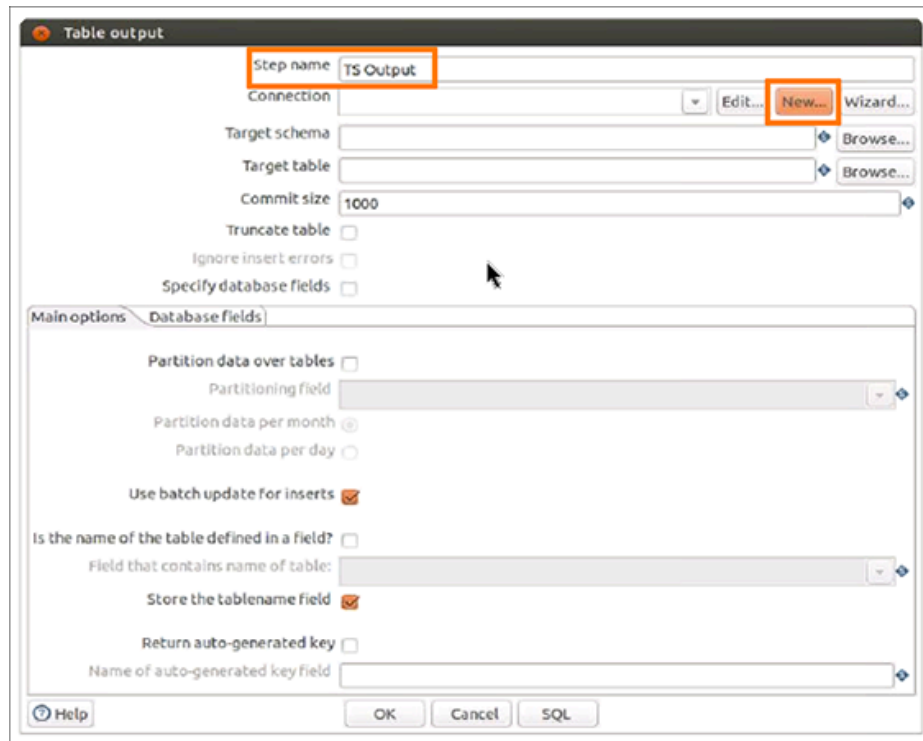 Table output
Step name TS Output
Connection Edit... New... Wizard...
Target schema Browse...
Target table Browse...
Commit size 1000
Truncate table
Ignore insert errors
Specify database fields
Main options Database fields
Partition data over tables
Partitioning field
Partition data per month
Partition data per day
Use batch update for inserts
Is the name of the table defined in a field?
Field that contains name of table:
Store the tablename field
Return auto-generated key
Name of auto-generated key field
Help OK Cancel SQL